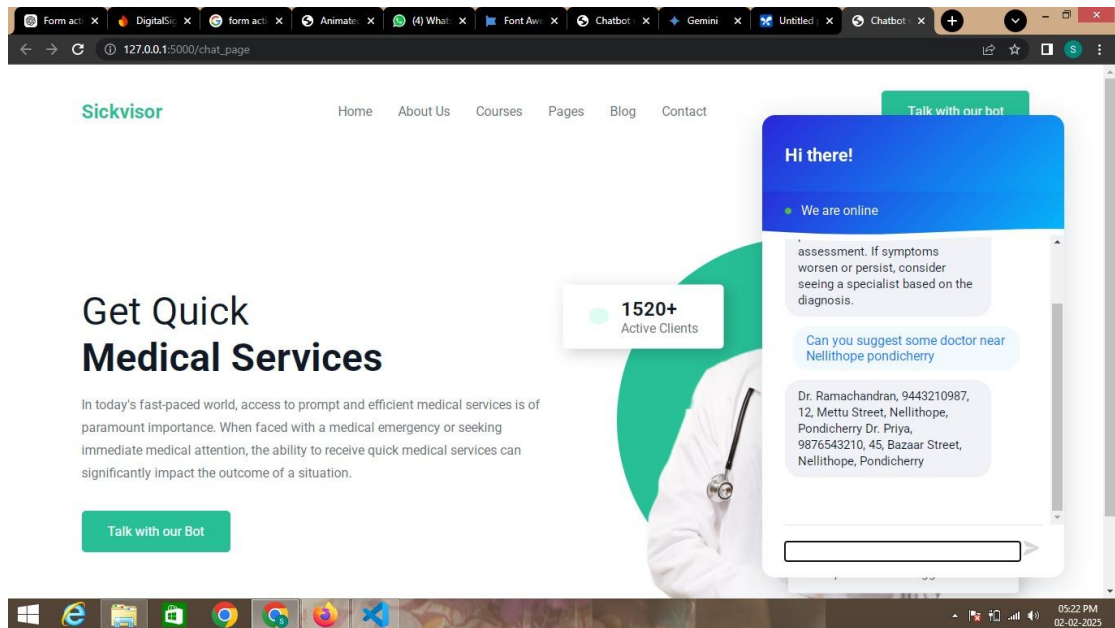 Form acti
DigitalSig
form acti
Animated
(4) What
Font Awe
Chatbot
Gemini
Untitled
Chatbot
127.0.0.1:5000/chat_page
S
Sickvisor
Home
About Us
Courses
Pages
Blog
Contact
Talk with our bot
Hi there!
We are online
assessment. If symptoms
worsen or persist, consider
seeing a specialist based on the
diagnosis.
Can you suggest some doctor near
Nellithope pondicherry
Dr. Ramachandran, 9443210987,
12, Mettu Street, Nellithope,
Pondicherry Dr. Priya,
9876543210, 45, Bazaar Street,
Nellithope, Pondicherry
1520+
Active Clients
Get Quick
Medical Services
In today's fast-paced world, access to prompt and efficient medical services is of
paramount importance. When faced with a medical emergency or seeking
immediate medical attention, the ability to receive quick medical services can
significantly impact the outcome of a situation.
Talk with our Bot
05:22 PM
02-02-2025